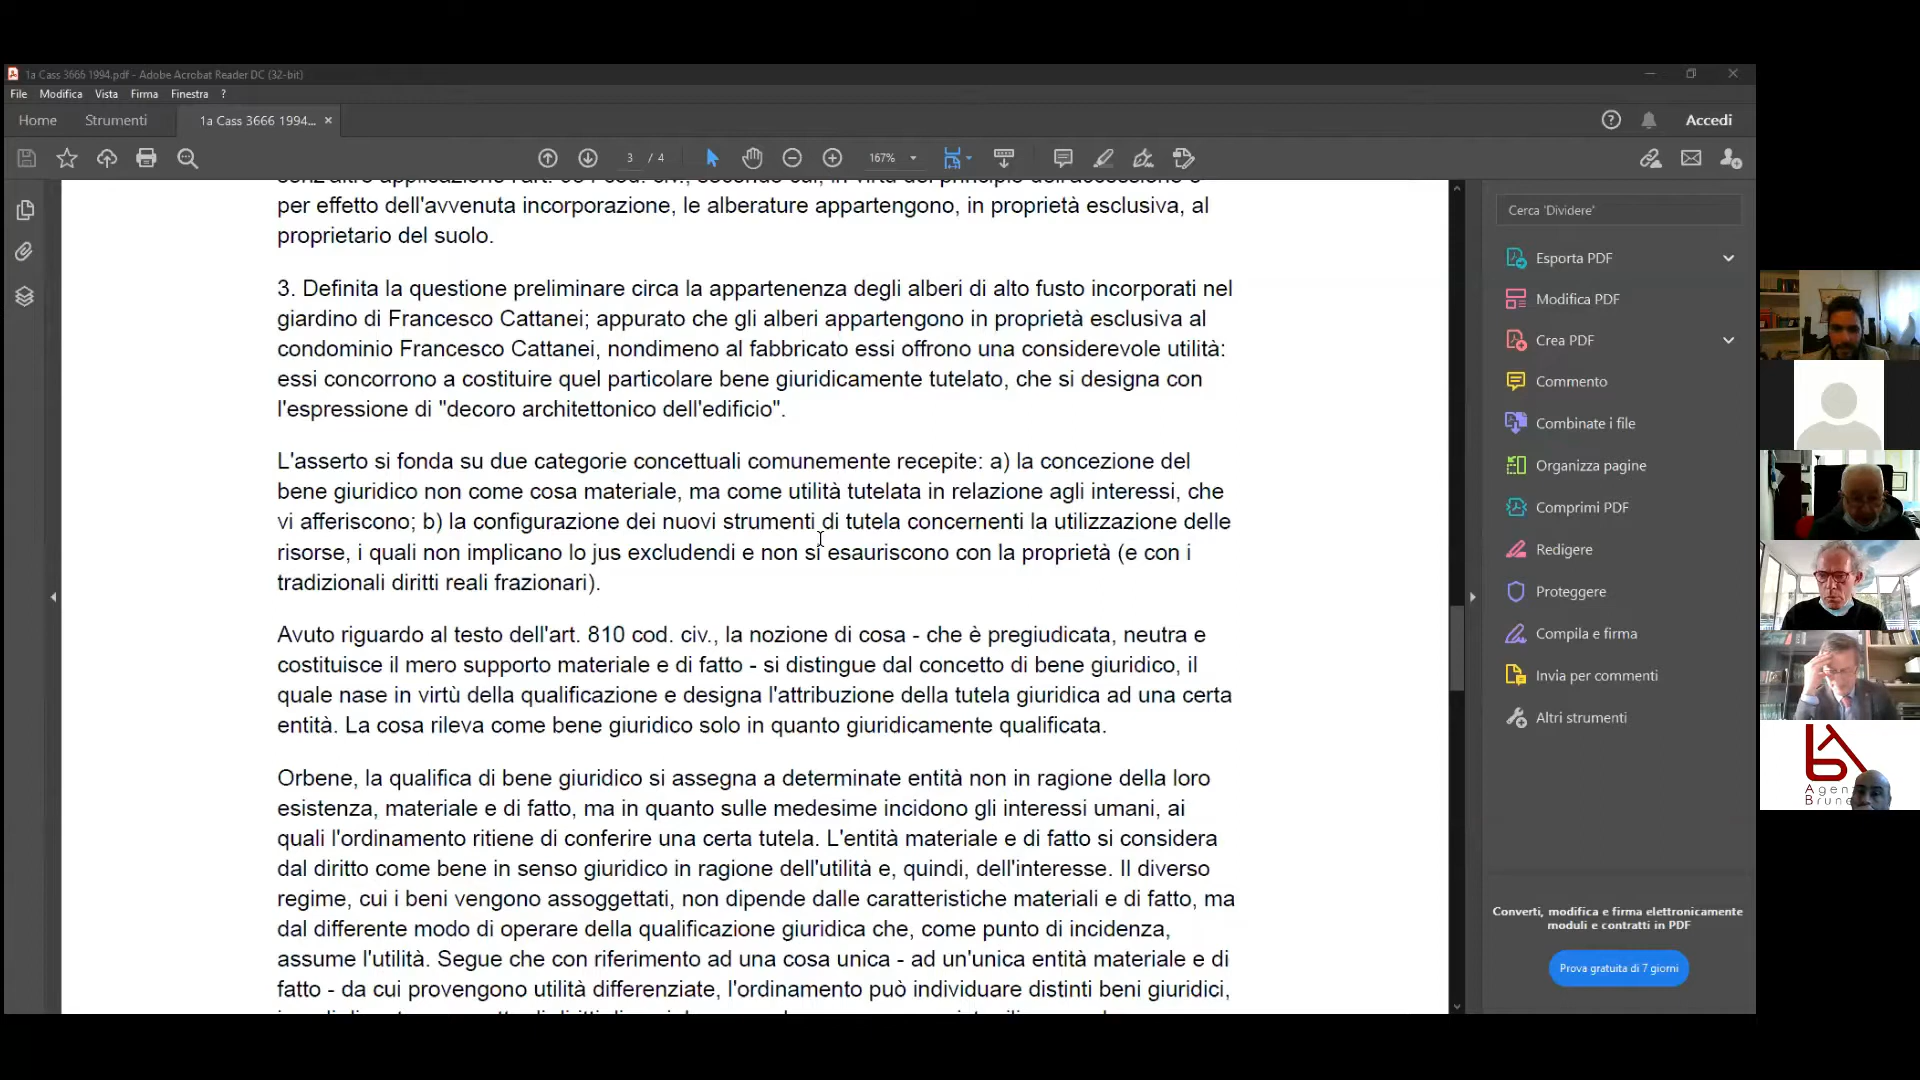 1a Cass 3666 1994.pdf - Adobe Acrobat Reader DC (32-bit)
File Modifica Vista Firma Finestra ?
Home Strumenti 1a Cass 3666 1994... × Accedi
3 / 4 167%
per effetto dell'avvenuta incorporazione, le alberature appartengono, in proprietà esclusiva, al
proprietario del suolo.
3. Definita la questione preliminare circa la appartenenza degli alberi di alto fusto incorporati nel
giardino di Francesco Cattanei; appurato che gli alberi appartengono in proprietà esclusiva al
condominio Francesco Cattanei, nondimeno al fabbricato essi offrono una considerevole utilità:
essi concorrono a costituire quel particolare bene giuridicamente tutelato, che si designa con
l'espressione di "decoro architettonico dell'edificio".
L'asserto si fonda su due categorie concettuali comunemente recepite: a) la concezione del
bene giuridico non come cosa materiale, ma come utilità tutelata in relazione agli interessi, che
vi afferiscono; b) la configurazione dei nuovi strumenti di tutela concernenti la utilizzazione delle
risorse, i quali non implicano lo jus excludendi e non si esauriscono con la proprietà (e con i
tradizionali diritti reali frazionari).
Avuto riguardo al testo dell'art. 810 cod. civ., la nozione di cosa - che è pregiudicata, neutra e
costituisce il mero supporto materiale e di fatto - si distingue dal concetto di bene giuridico, il
quale nase in virtù della qualificazione e designa l'attribuzione della tutela giuridica ad una certa
entità. La cosa rileva come bene giuridico solo in quanto giuridicamente qualificata.
Orbene, la qualifica di bene giuridico si assegna a determinate entità non in ragione della loro
esistenza, materiale e di fatto, ma in quanto sulle medesime incidono gli interessi umani, ai
quali l'ordinamento ritiene di conferire una certa tutela. L'entità materiale e di fatto si considera
dal diritto come bene in senso giuridico in ragione dell'utilità e, quindi, dell'interesse. Il diverso
regime, cui i beni vengono assoggettati, non dipende dalle caratteristiche materiali e di fatto, ma
dal differente modo di operare della qualificazione giuridica che, come punto di incidenza,
assume l'utilità. Segue che con riferimento ad una cosa unica - ad un'unica entità materiale e di
fatto - da cui provengono utilità differenziate, l'ordinamento può individuare distinti beni giuridici,
Cerca 'Dividere'
Esporta PDF
Modifica PDF
Crea PDF
Commento
Combinate i file
Organizza pagine
Comprimi PDF
Redigere
Proteggere
Compila e firma
Invia per commenti
Altri strumenti
Converti, modifica e firma elettronicamente
moduli e contratti in PDF
Prova gratuita di 7 giorni